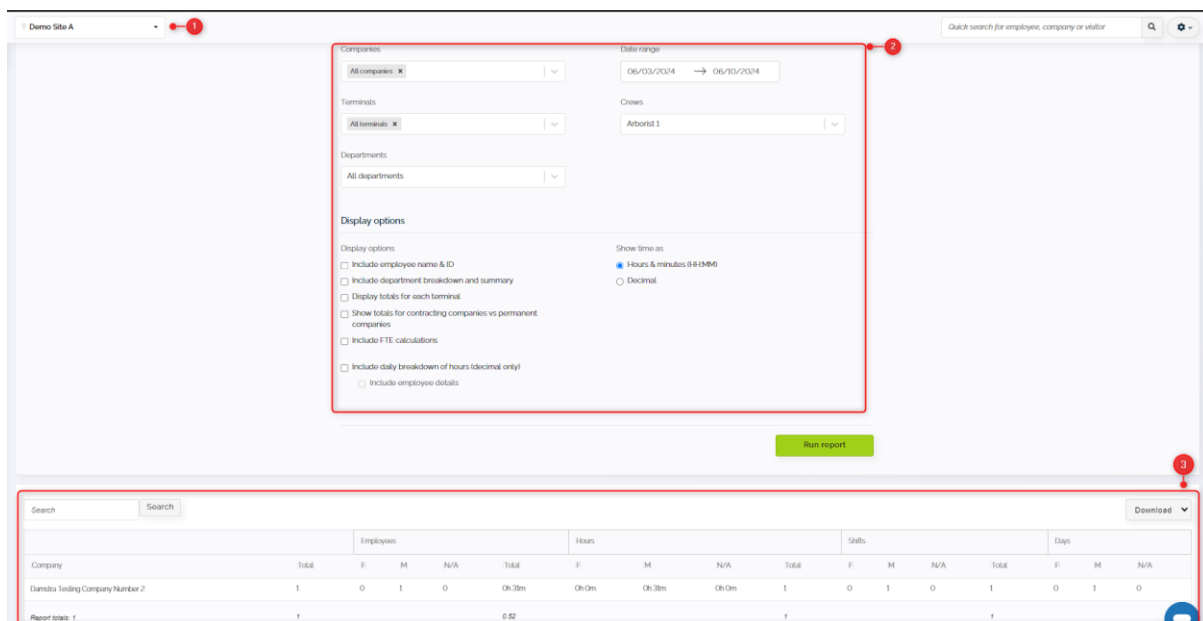 Demo Site A
1
Quick search for employee, company or visitor
2
Companies
Date range
All companies ×
06/03/2024 → 06/10/2024
Terminals
Crews
All terminals ×
Arborist 1
Departments
All departments
Display options
Display options
Show time as
Include employee name & ID
Hours & minutes (HH:MM)
Include department breakdown and summary
Decimal
Display totals for each terminal
Show totals for contracting companies vs permanent
companies
Include FTE calculations
Include daily breakdown of hours (decimal only)
Include employee details
Run report
3
Search
Search
Download
Employees Hours Shifts Days
Company Total F M N/A Total F M N/A Total F M N/A Total F M N/A
Damstra Testing Company Number 2 1 0 1 0 0h 31m 0h 0m 0h 31m 0h 0m 1 0 1 0 1 0 1 0
Report totals: 1 1 0.52 1 1